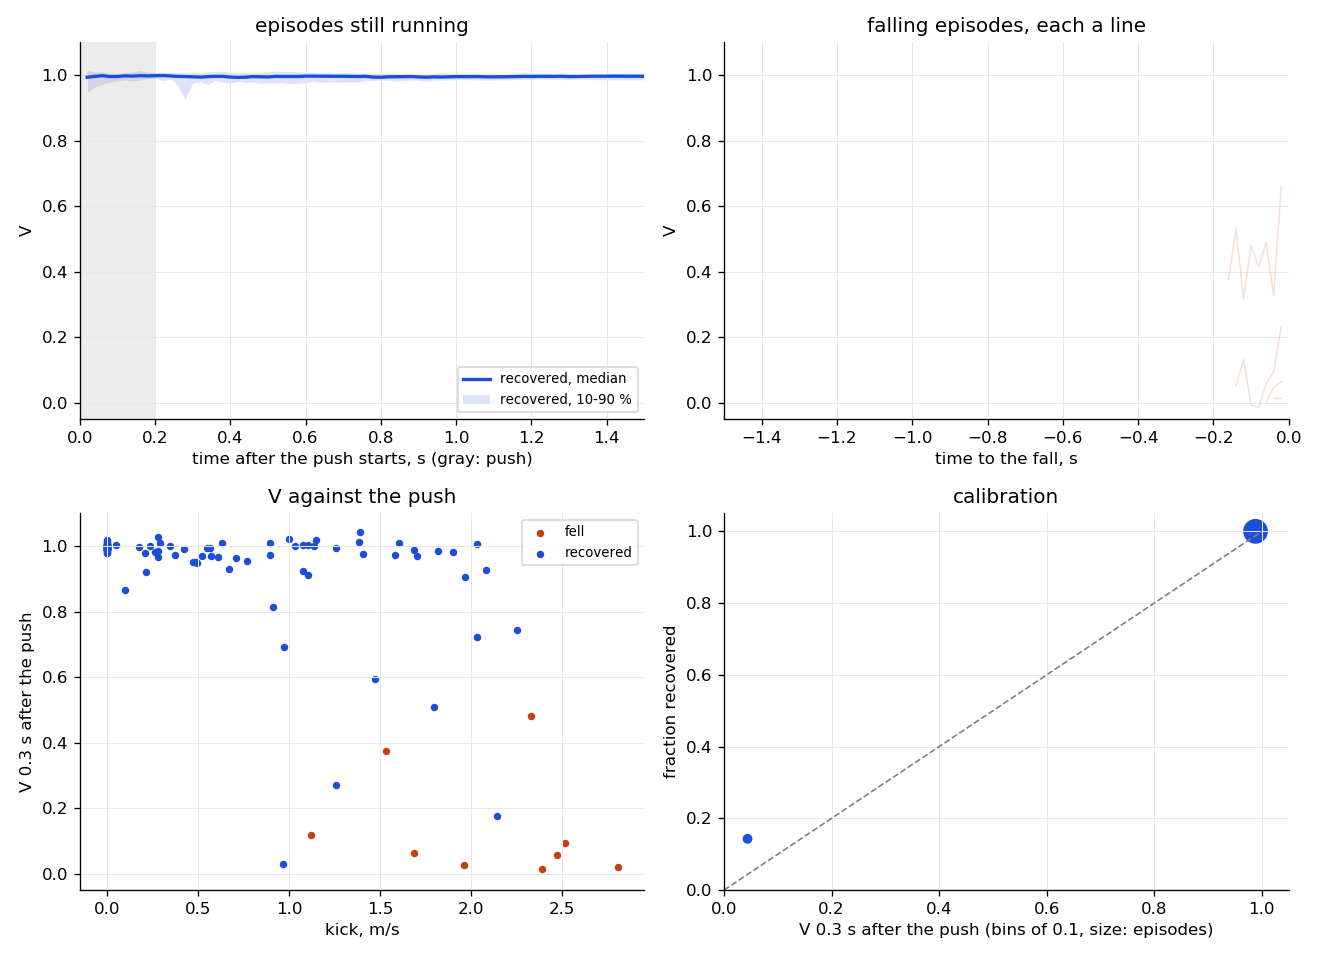 episodes still running
V
1.0
0.8
0.6
0.4
0.2
0.0
recovered, median
recovered, 10-90 %
0.0 0.2 0.4 0.6 0.8 1.0 1.2 1.4
time after the push starts, s (gray: push)
falling episodes, each a line
V
1.0
0.8
0.6
0.4
0.2
0.0
−1.4 −1.2 −1.0 −0.8 −0.6 −0.4 −0.2 0.0
time to the fall, s
V against the push
V 0.3 s after the push
fell
recovered
1.0
0.8
0.6
0.4
0.2
0.0
0.0 0.5 1.0 1.5 2.0 2.5
kick, m/s
calibration
fraction recovered
1.0
0.8
0.6
0.4
0.2
0.0
0.0 0.2 0.4 0.6 0.8 1.0
V 0.3 s after the push (bins of 0.1, size: episodes)